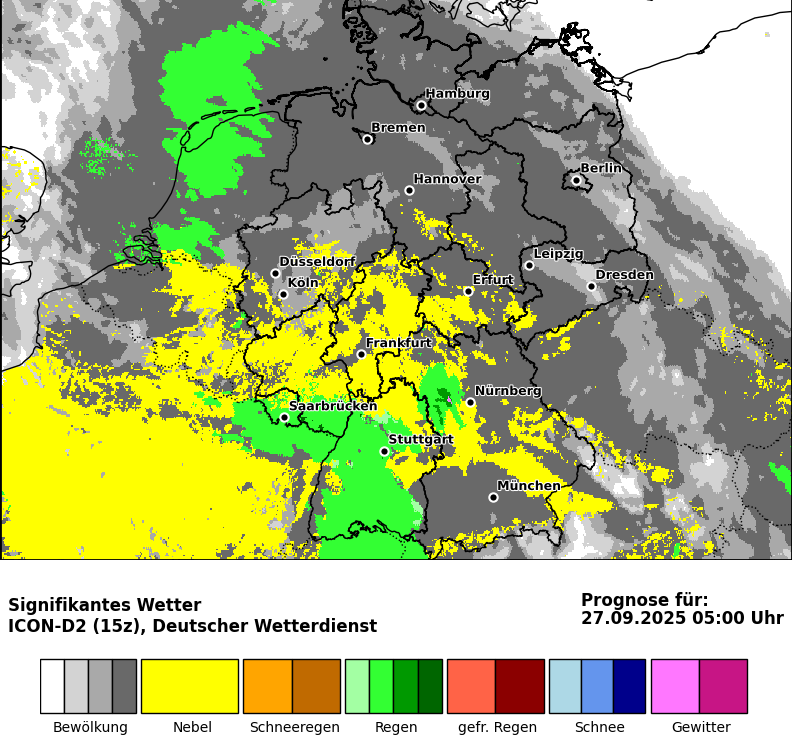 Hamburg
Bremen
Berlin
Hannover
Leipzig
Düsseldorf
Dresden
Köln
Erfurt
Frankfurt
Nürnberg
Saarbrücken
Stuttgart
München
Signifikantes Wetter
ICON-D2 (15z), Deutscher Wetterdienst
Prognose für:
27.09.2025 05:00 Uhr
Bewölkung Nebel Schneeregen Regen gefr. Regen Schnee Gewitter